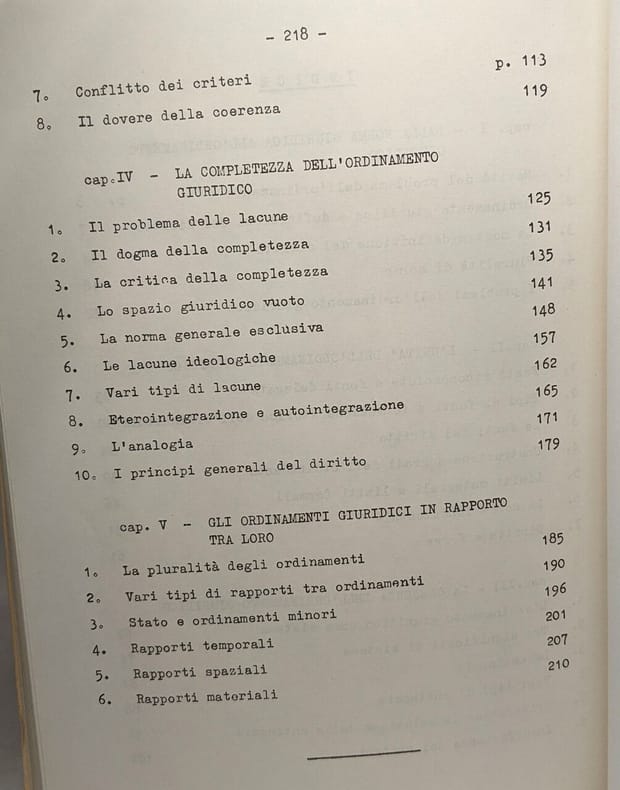 - 218 -
7. Conflitto dei criteri p. 113
8. Il dovere della coerenza 119
cap.IV - LA COMPLETEZZA DELL'ORDINAMENTO
GIURIDICO
1. Il problema delle lacune 125
2. Il dogma della completezza 131
3. La critica della completezza 135
4. Lo spazio giuridico vuoto 141
5. La norma generale esclusiva 148
6. Le lacune ideologiche 157
7. Vari tipi di lacune 162
8. Eterointegrazione e autointegrazione 165
9. L'analogia 171
10. I principi generali del diritto 179
cap. V - GLI ORDINAMENTI GIURIDICI IN RAPPORTO
TRA LORO
1. La pluralità degli ordinamenti 185
2. Vari tipi di rapporti tra ordinamenti 190
3. Stato e ordinamenti minori 196
4. Rapporti temporali 201
5. Rapporti spaziali 207
6. Rapporti materiali 210